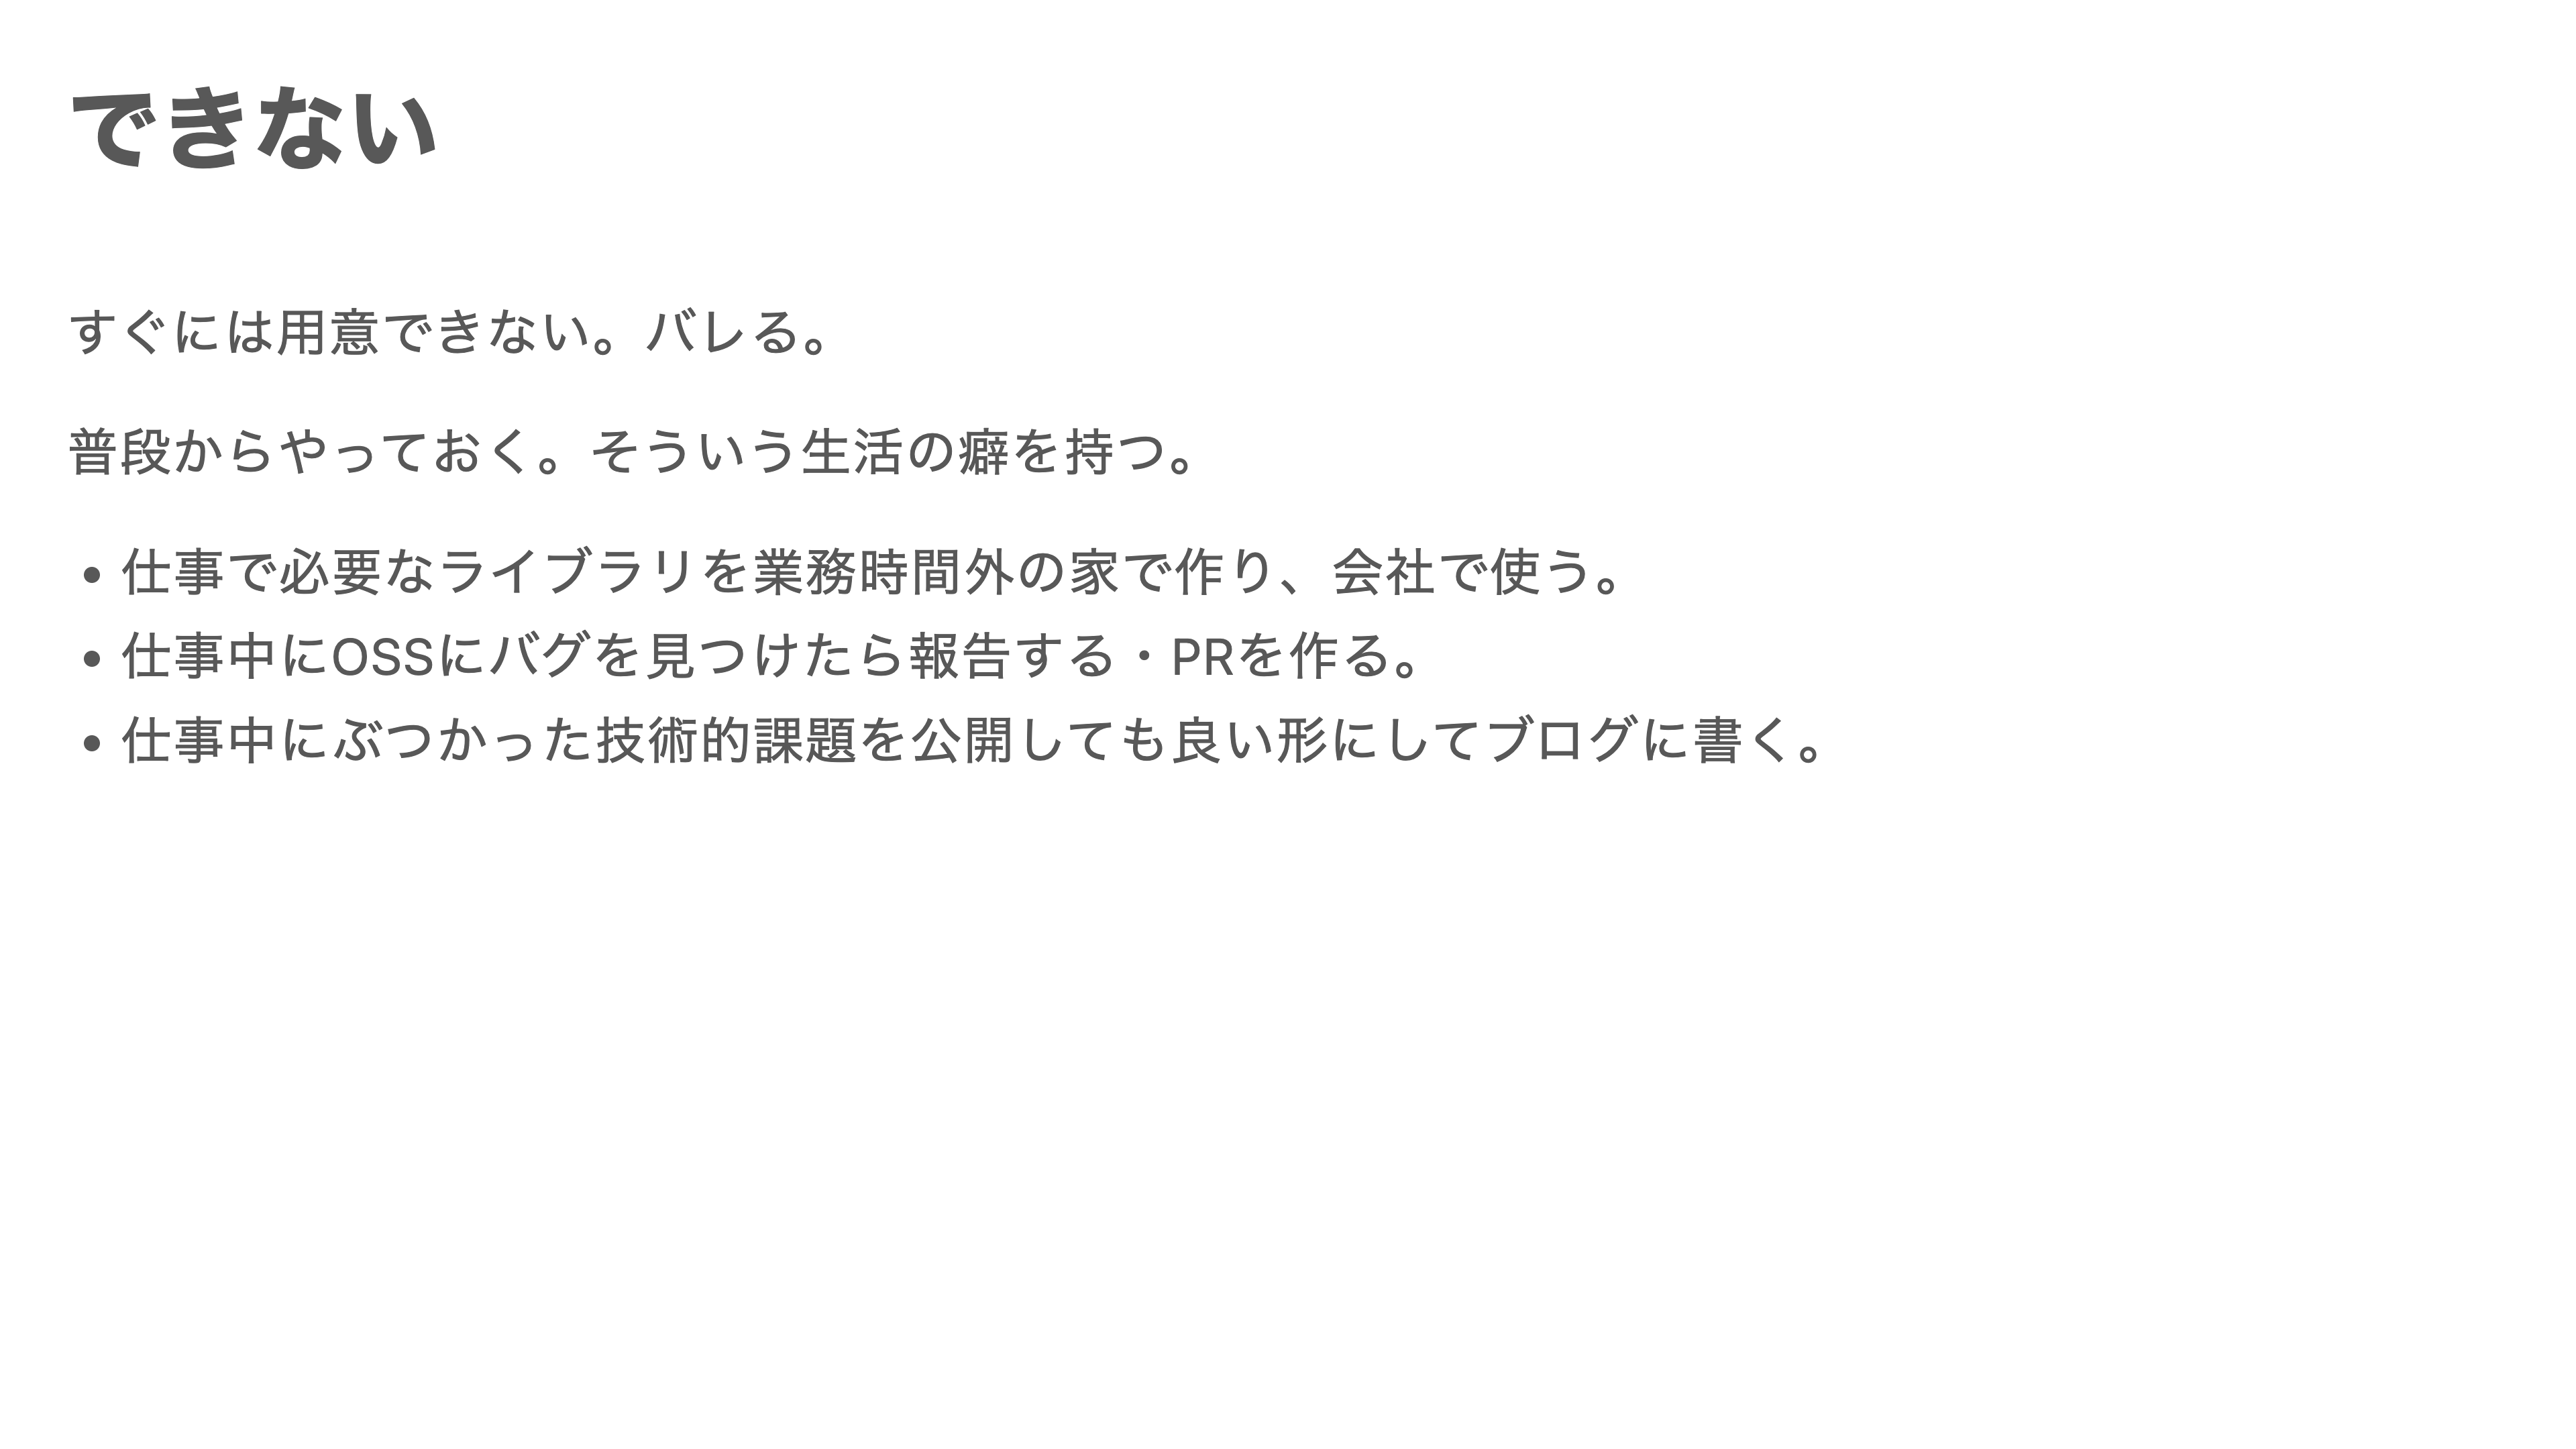 できない
すぐには用意できない。バレる。
普段からやっておく。そういう生活の癖を持つ。
• 仕事で必要なライブラリを業務時間外の家で作り、会社で使う。
• 仕事中にOSSにバグを見つけたら報告する・PRを作る。
• 仕事中にぶつかった技術的課題を公開しても良い形にしてブログに書く。